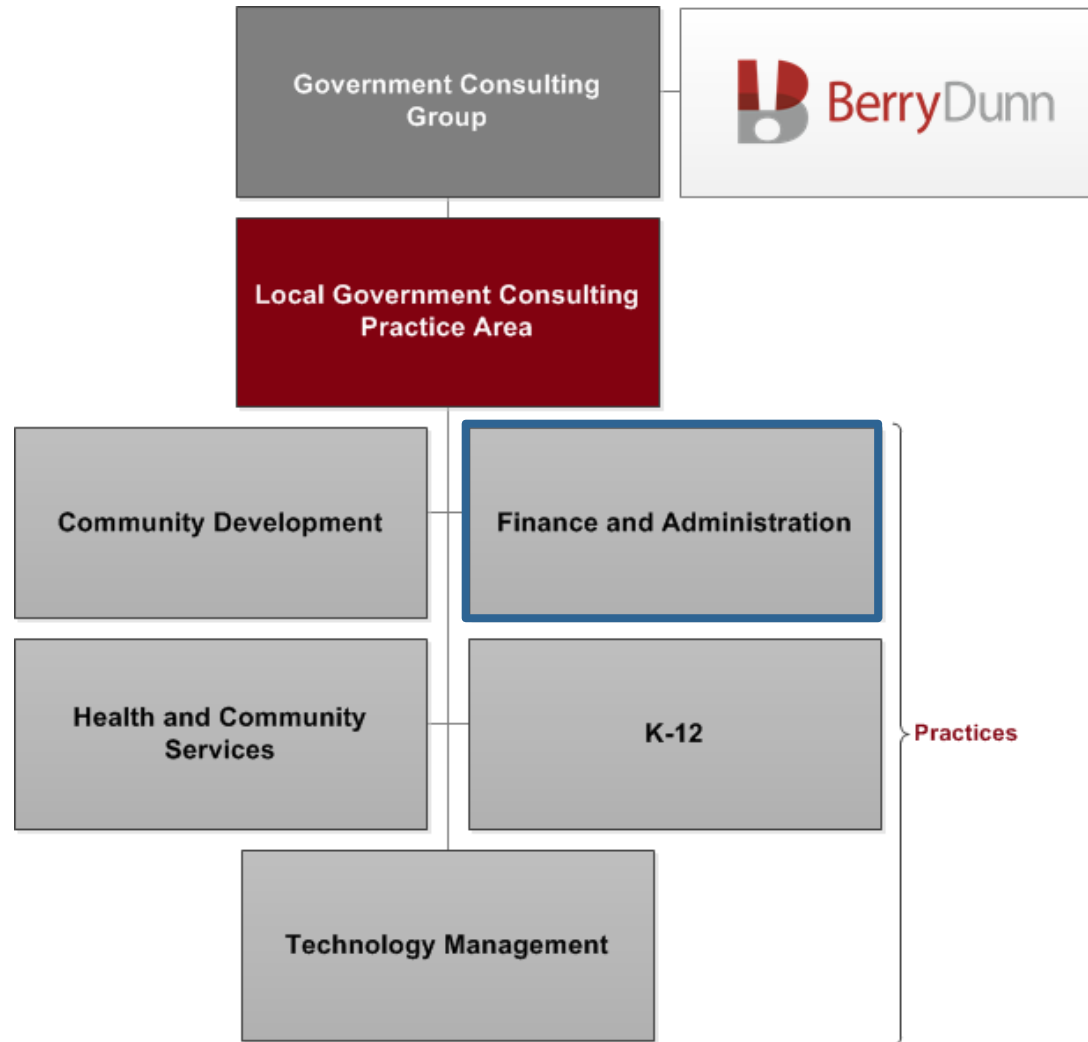 Government Consulting
Group
BerryDunn
Local Government Consulting
Practice Area
Community Development
Finance and Administration
Health and Community
Services
K-12
Practices
Technology Management